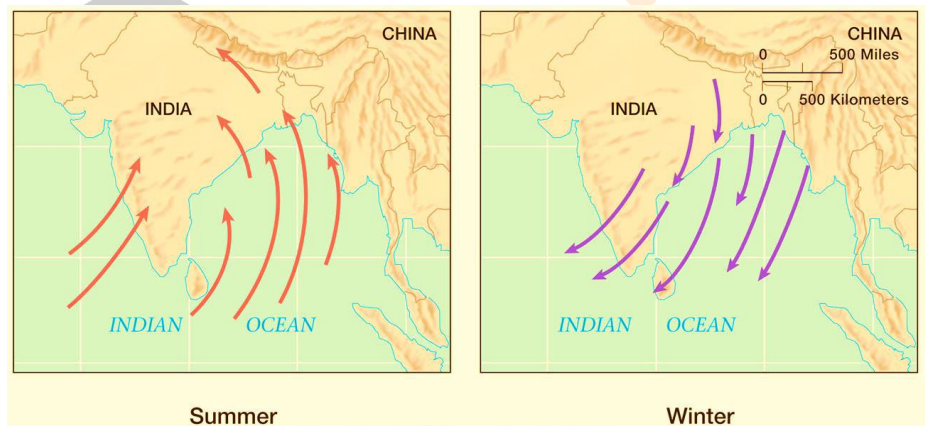 CHINA
INDIA
INDIAN OCEAN
Summer
CHINA
0 500 Miles
0 500 Kilometers
INDIA
INDIAN OCEAN
Winter